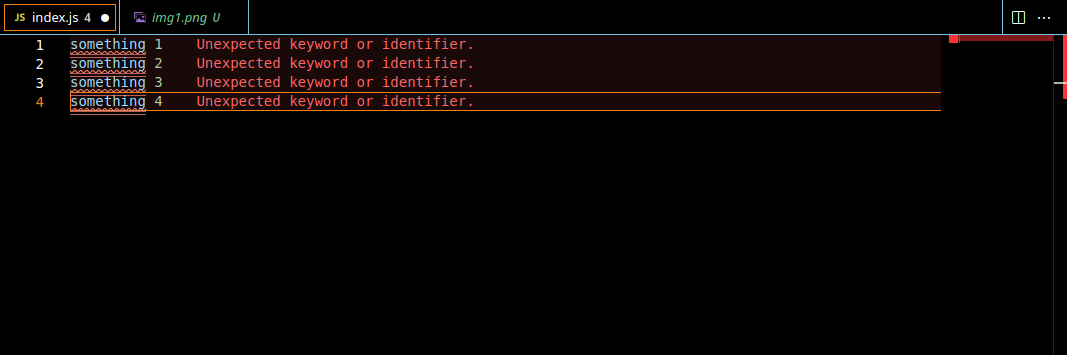 JS index.js 4 img1.png U
1 something 1 Unexpected keyword or identifier.
2 something 2 Unexpected keyword or identifier.
3 something 3 Unexpected keyword or identifier.
4 something 4 Unexpected keyword or identifier.